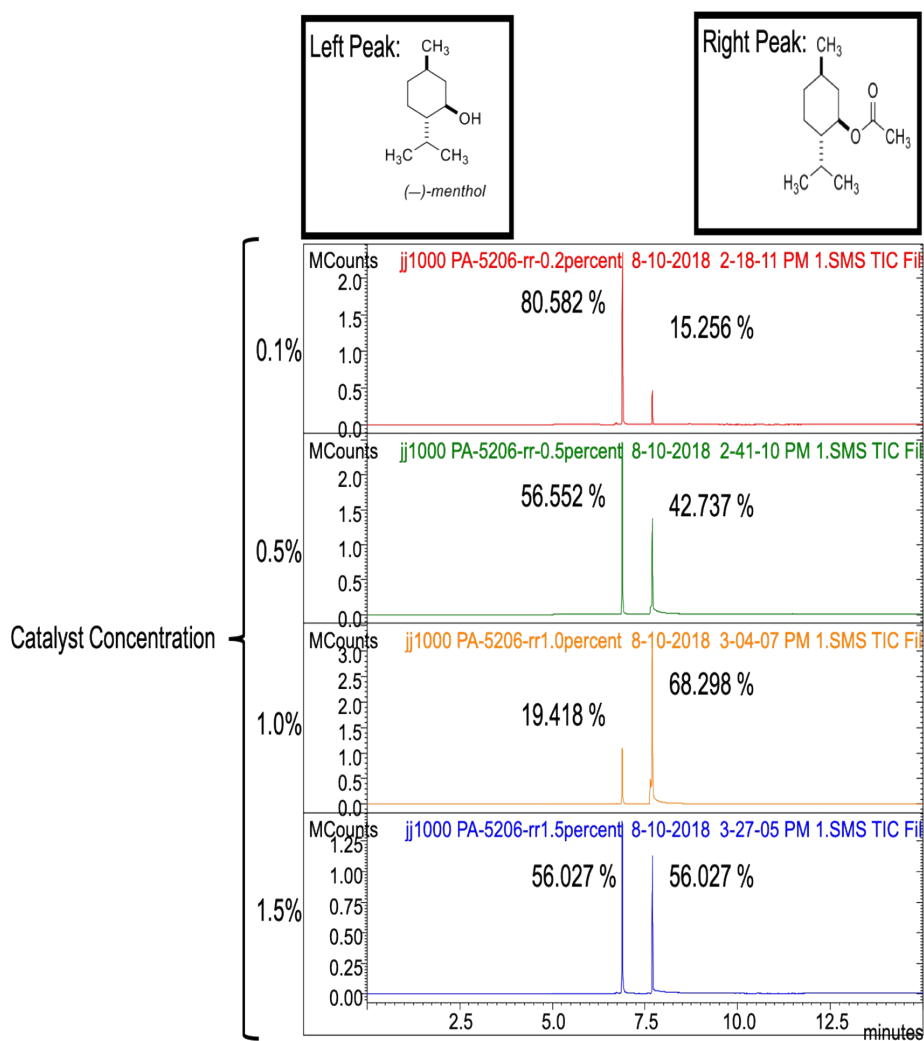 Left Peak:
CH₃
OH
H₃C CH₃
(—)-menthol
Right Peak:
CH₃
O
O
CH₃
H₃C CH₃
Catalyst Concentration
0.1%
MCounts
jj1000 PA-5206-rr-0.2percent 8-10-2018 2-18-11 PM 1.SMS TIC Fil
2.0
1.5
1.0
0.5
0.0
80.582 %
15.256 %
0.5%
MCounts
jj1000 PA-5206-rr-0.5percent 8-10-2018 2-41-10 PM 1.SMS TIC Fil
2.0
1.5
1.0
0.5
0.0
56.552 %
42.737 %
1.0%
MCounts
jj1000 PA-5206-rr1.0percent 8-10-2018 3-04-07 PM 1.SMS TIC Fil
3.0
2.5
2.0
1.5
1.0
0.5
0.0
19.418 %
68.298 %
1.5%
MCounts
jj1000 PA-5206-rr1.5percent 8-10-2018 3-27-05 PM 1.SMS TIC Fil
1.25
1.00
0.75
0.50
0.25
0.00
56.027 %
56.027 %
2.5 5.0 7.5 10.0 12.5
minutes